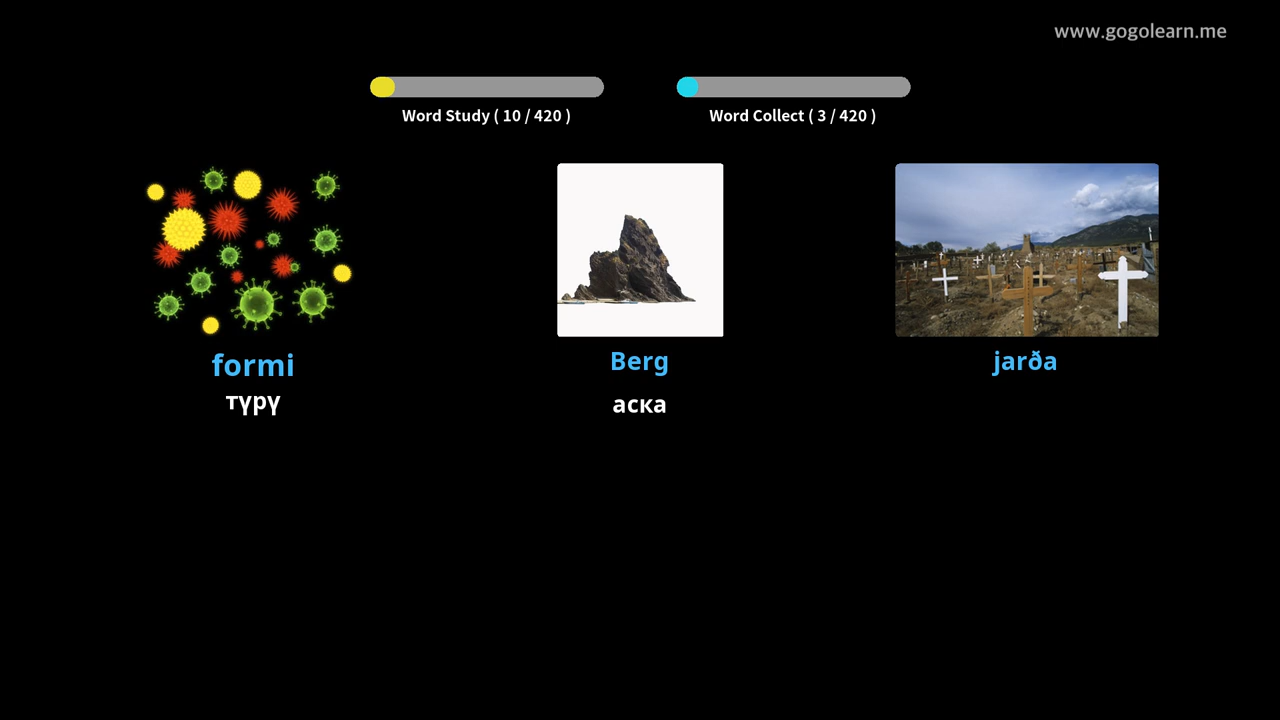 www.gogolearn.me
Word Study ( 10 / 420 )
Word Collect ( 3 / 420 )
formi
түрү
Berg
аска
jarða